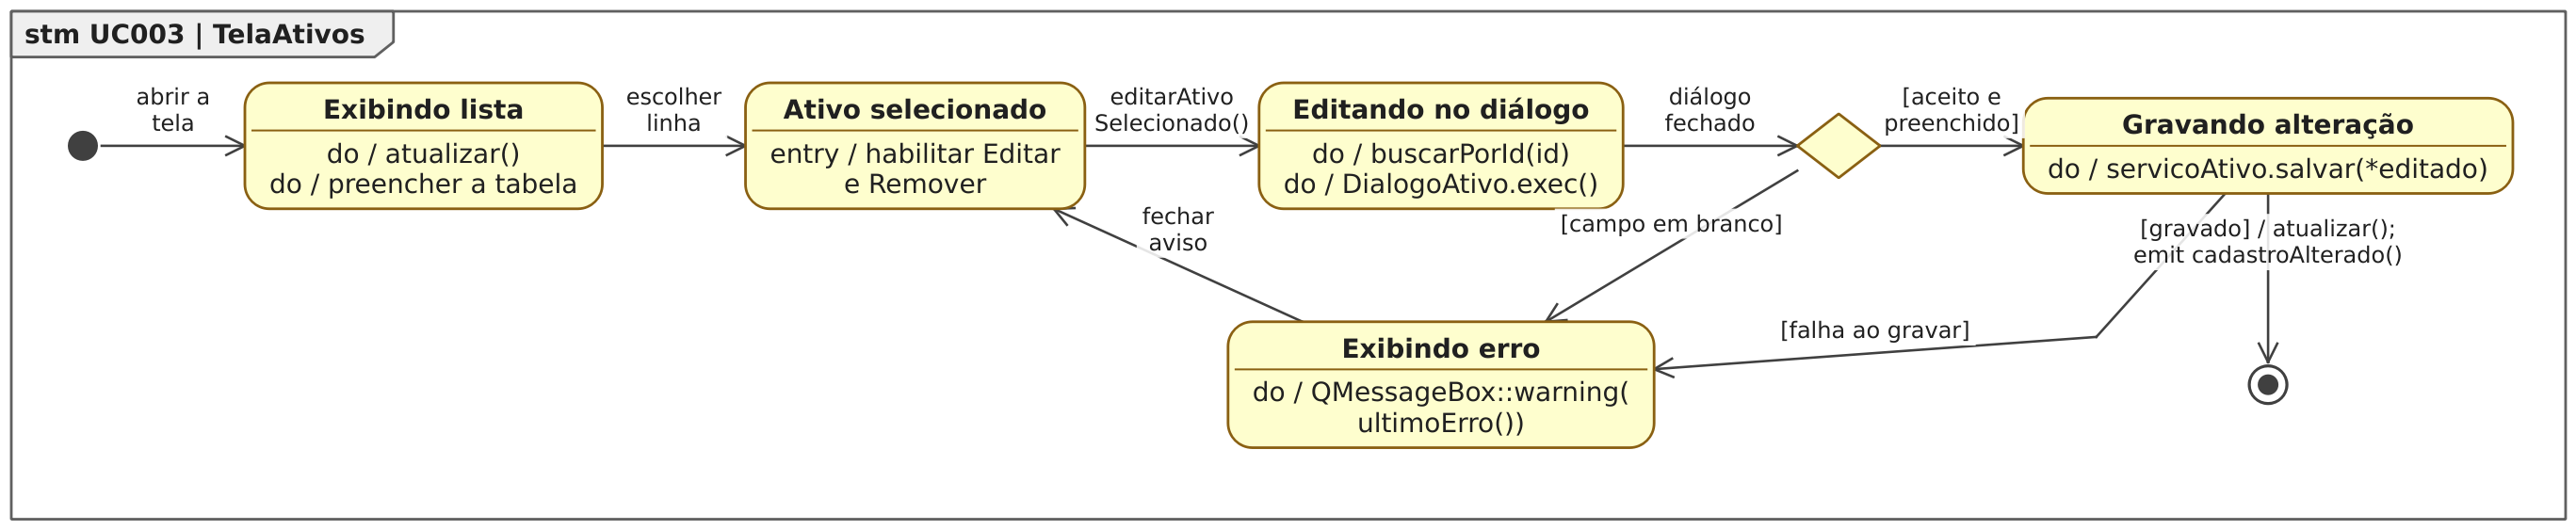 stm UC003 | TelaAtivos
abrir a
tela
Exibindo lista
do / atualizar()
do / preencher a tabela
escolher
linha
Ativo selecionado
entry / habilitar Editar
e Remover
editarAtivo
Selecionado()
Editando no diálogo
do / buscarPorId(id)
do / DialogoAtivo.exec()
diálogo
fechado
[aceito e
preenchido]
Gravando alteração
do / servicoAtivo.salvar(*editado)
fechar
aviso
[campo em branco]
[gravado] / atualizar();
emit cadastroAlterado()
[falha ao gravar]
Exibindo erro
do / QMessageBox::warning(
ultimoErro())